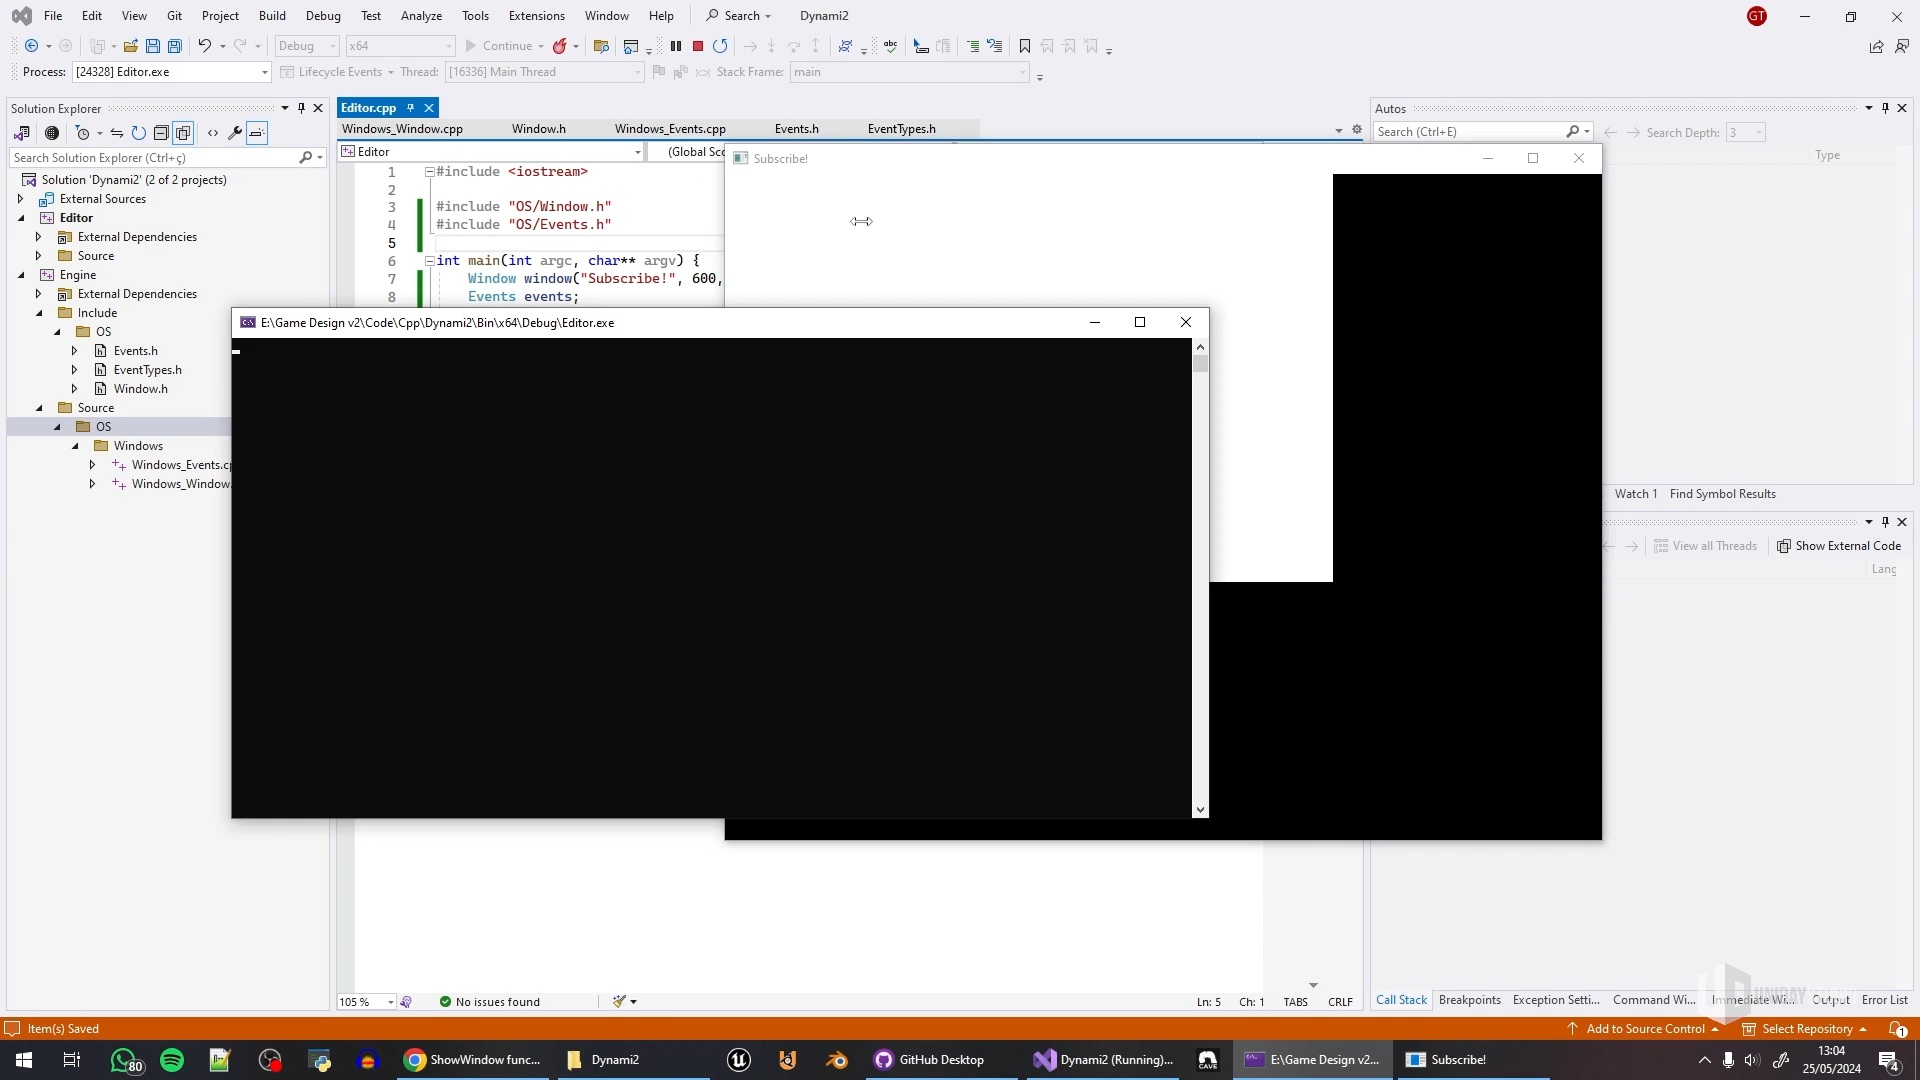 File Edit View Git Project Build Debug Test Analyze Tools Extensions Window Help Search Dynami2 GT
Debug x64 Continue
Process: [24328] Editor.exe Lifecycle Events Thread: [16336] Main Thread Stack Frame: main
Solution Explorer
Search Solution Explorer (Ctrl+ç)
Solution 'Dynami2' (2 of 2 projects)
External Sources
Editor
External Dependencies
Source
Engine
External Dependencies
Include
OS
Events.h
EventTypes.h
Window.h
Source
OS
Windows
Windows_Events.cp
Windows_Window.
Editor.cpp
Windows_Window.cpp Window.h Windows_Events.cpp Events.h EventTypes.h
Editor (Global Sco
1 #include <iostream>
2
3 #include "OS/Window.h"
4 #include "OS/Events.h"
5
6 int main(int argc, char** argv) {
7 Window window("Subscribe!", 600,
8 Events events;
Subscribe!
E:\Game Design v2\Code\Cpp\Dynami2\Bin\x64\Debug\Editor.exe
Autos
Search (Ctrl+E) Search Depth: 3
Type
Watch 1 Find Symbol Results
View all Threads Show External Code
Lang
105 % No issues found Ln: 5 Ch: 1 TABS CRLF
Call Stack Breakpoints Exception Setti... Command Wi... Immediate Wi... Output Error List
Item(s) Saved Add to Source Control Select Repository 1
80 ShowWindow func... Dynami2 GitHub Desktop Dynami2 (Running)... CAVE E:\Game Design v2... Subscribe!
13:04
25/05/2024
4